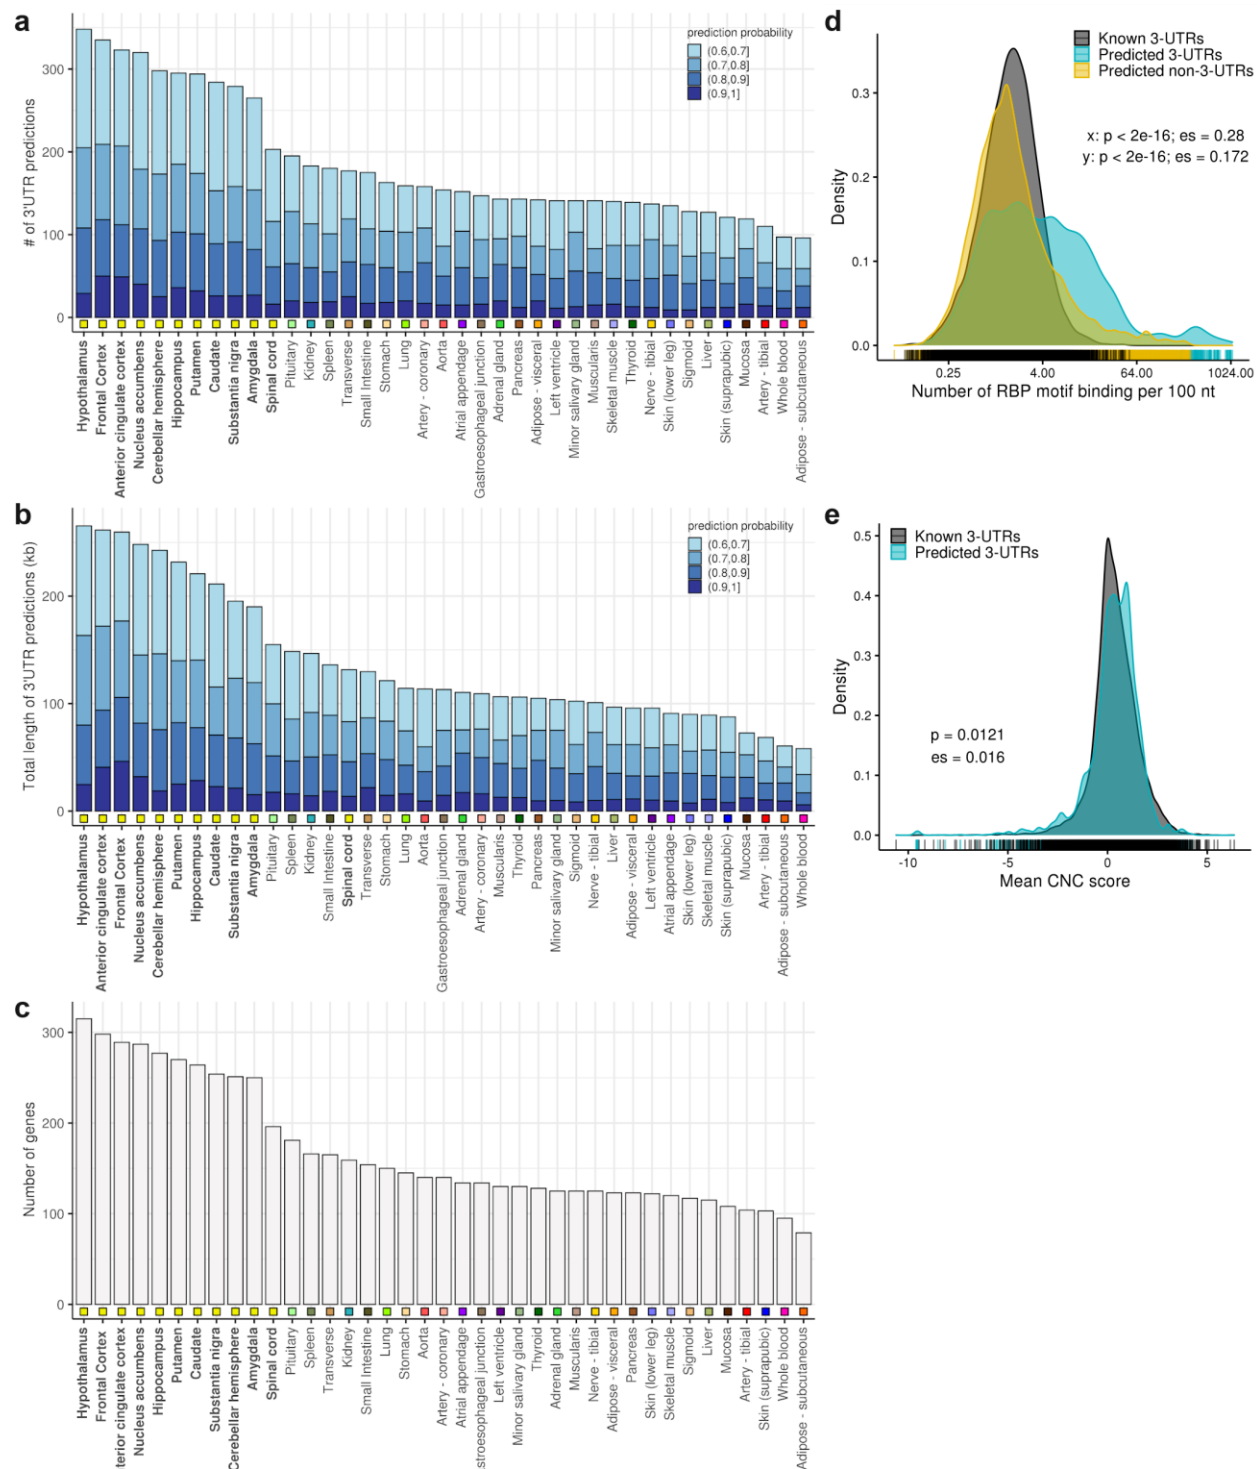 a
# of 3'UTR predictions
300
200
100
0
prediction probability
(0.6,0.7]
(0.7,0.8]
(0.8,0.9]
(0.9,1]
Hypothalamus
Frontal Cortex
Anterior cingulate cortex
Nucleus accumbens
Cerebellar hemisphere
Hippocampus
Putamen
Caudate
Substantia nigra
Amygdala
Spinal cord
Pituitary
Kidney
Spleen
Transverse
Small Intestine
Stomach
Lung
Artery - coronary
Aorta
Atrial appendage
Gastroesophageal junction
Adrenal gland
Pancreas
Adipose - visceral
Left ventricle
Minor salivary gland
Muscularis
Skeletal muscle
Thyroid
Nerve - tibial
Skin (lower leg)
Sigmoid
Liver
Skin (suprapubic)
Mucosa
Artery - tibial
Whole blood
Adipose - subcutaneous
b
Total length of 3'UTR predictions (kb)
200
100
0
prediction probability
(0.6,0.7]
(0.7,0.8]
(0.8,0.9]
(0.9,1]
Hypothalamus
Anterior cingulate cortex
Frontal Cortex
Nucleus accumbens
Cerebellar hemisphere
Putamen
Hippocampus
Caudate
Substantia nigra
Amygdala
Pituitary
Spleen
Kidney
Small Intestine
Spinal cord
Transverse
Stomach
Lung
Aorta
Gastroesophageal junction
Adrenal gland
Artery - coronary
Muscularis
Thyroid
Pancreas
Minor salivary gland
Sigmoid
Nerve - tibial
Liver
Adipose - visceral
Left ventricle
Atrial appendage
Skin (lower leg)
Skeletal muscle
Skin (suprapubic)
Mucosa
Artery - tibial
Adipose - subcutaneous
Whole blood
c
Number of genes
300
200
100
0
Hypothalamus
Frontal Cortex
nterior cingulate cortex
Nucleus accumbens
Hippocampus
Putamen
Caudate
Substantia nigra
Cerebellar hemisphere
Amygdala
Spinal cord
Pituitary
Spleen
Transverse
Kidney
Small Intestine
Lung
Stomach
Aorta
Artery - coronary
Atrial appendage
stroesophageal junction
Left ventricle
Minor salivary gland
Thyroid
Adrenal gland
Muscularis
Nerve - tibial
Adipose - visceral
Pancreas
Skin (lower leg)
Skeletal muscle
Sigmoid
Liver
Mucosa
Artery - tibial
Skin (suprapubic)
Whole blood
Adipose - subcutaneous
d
Known 3-UTRs
Predicted 3-UTRs
Predicted non-3-UTRs
x: p < 2e-16; es = 0.28
y: p < 2e-16; es = 0.172
Density
0.3
0.2
0.1
0.0
0.25 4.00 64.00 1024.00
Number of RBP motif binding per 100 nt
e
Known 3-UTRs
Predicted 3-UTRs
p = 0.0121
es = 0.016
Density
0.5
0.4
0.3
0.2
0.1
0.0
-10 -5 0 5
Mean CNC score